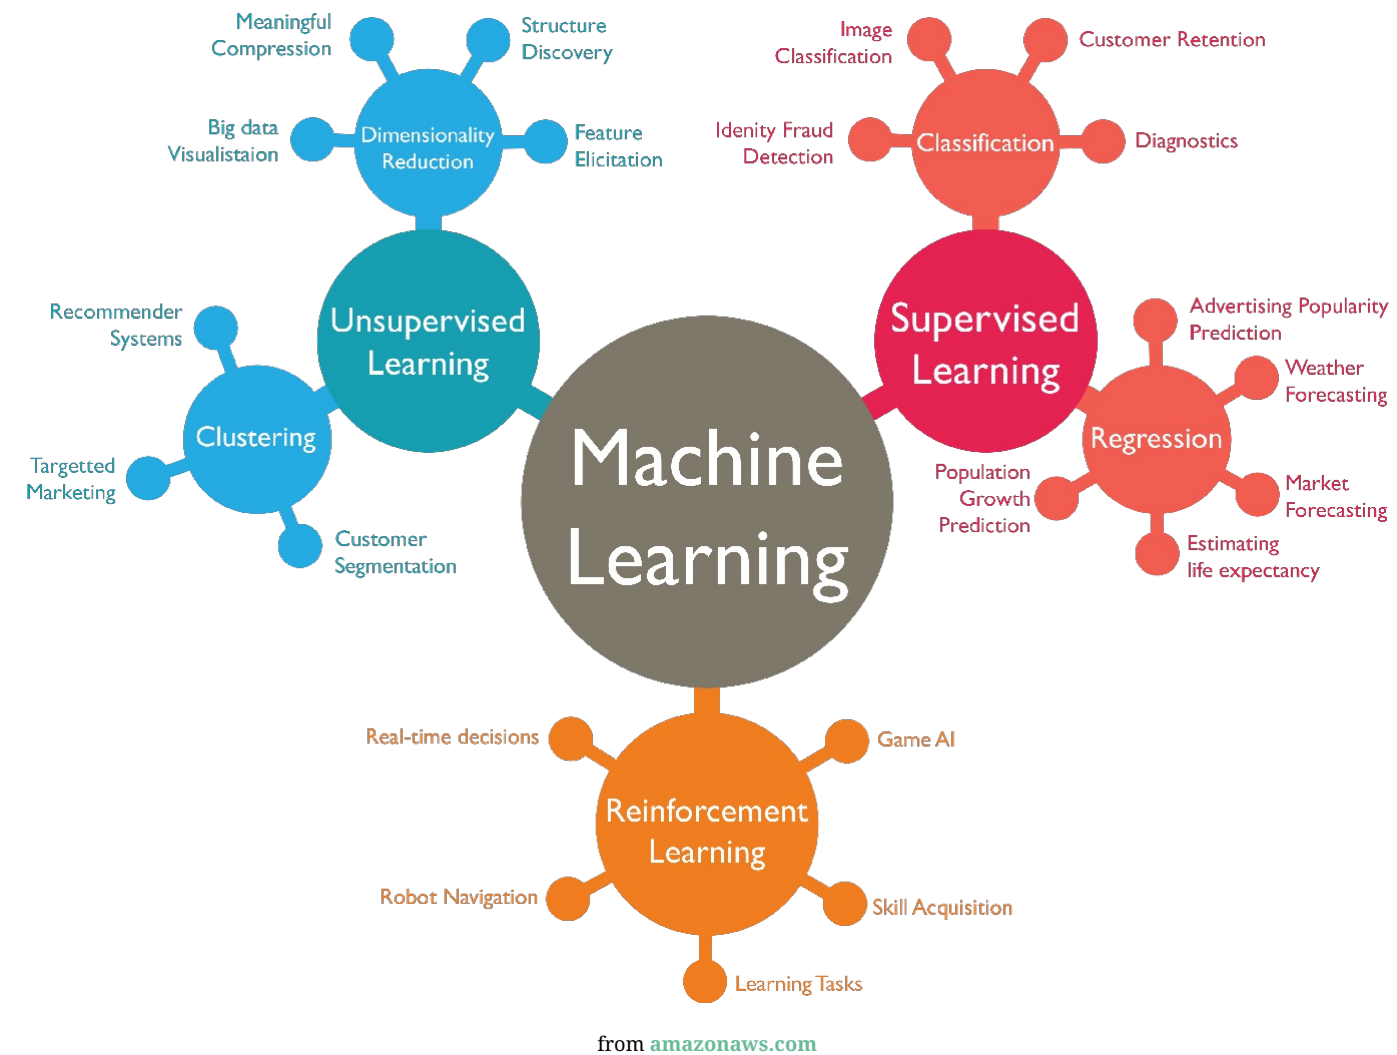 Meaningful
Compression
Structure
Discovery
Big data
Visualistaion
Dimensionality
Reduction
Feature
Elicitation
Image
Classification
Customer Retention
Idenity Fraud
Detection
Classification
Diagnostics
Unsupervised
Learning
Recommender
Systems
Clustering
Targetted
Marketing
Customer
Segmentation
Supervised
Learning
Advertising Popularity
Prediction
Weather
Forecasting
Regression
Population
Growth
Prediction
Market
Forecasting
Estimating
life expectancy
Machine
Learning
Real-time decisions
Game AI
Reinforcement
Learning
Robot Navigation
Skill Acquisition
Learning Tasks
from amazonaws.com